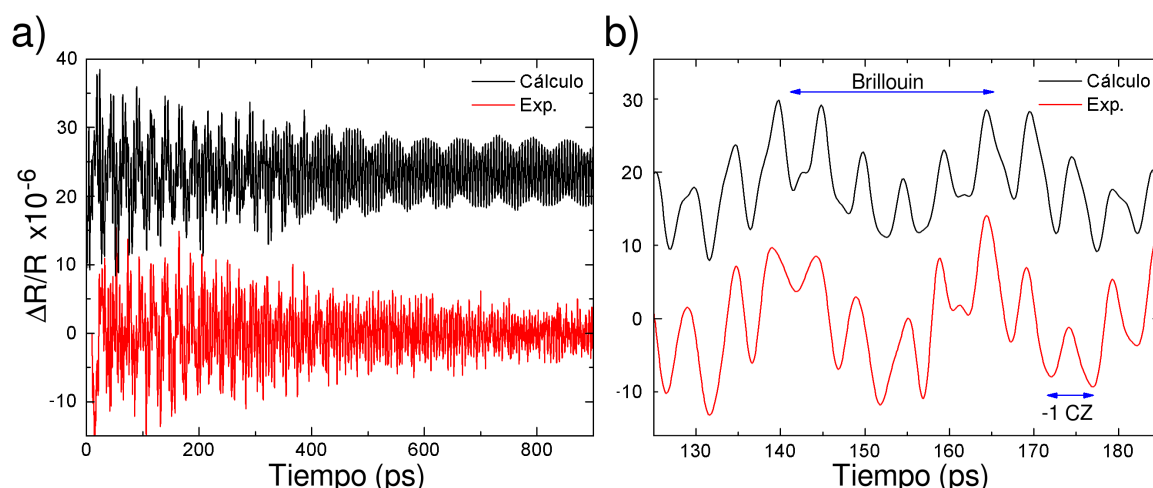 a)
ΔR/R x10⁻⁶
40
30
20
10
0
-10
Cálculo
Exp.
0 200 400 600 800
Tiempo (ps)
b)
30
20
10
0
-10
Brillouin
Cálculo
Exp.
-1 CZ
130 140 150 160 170 180
Tiempo (ps)